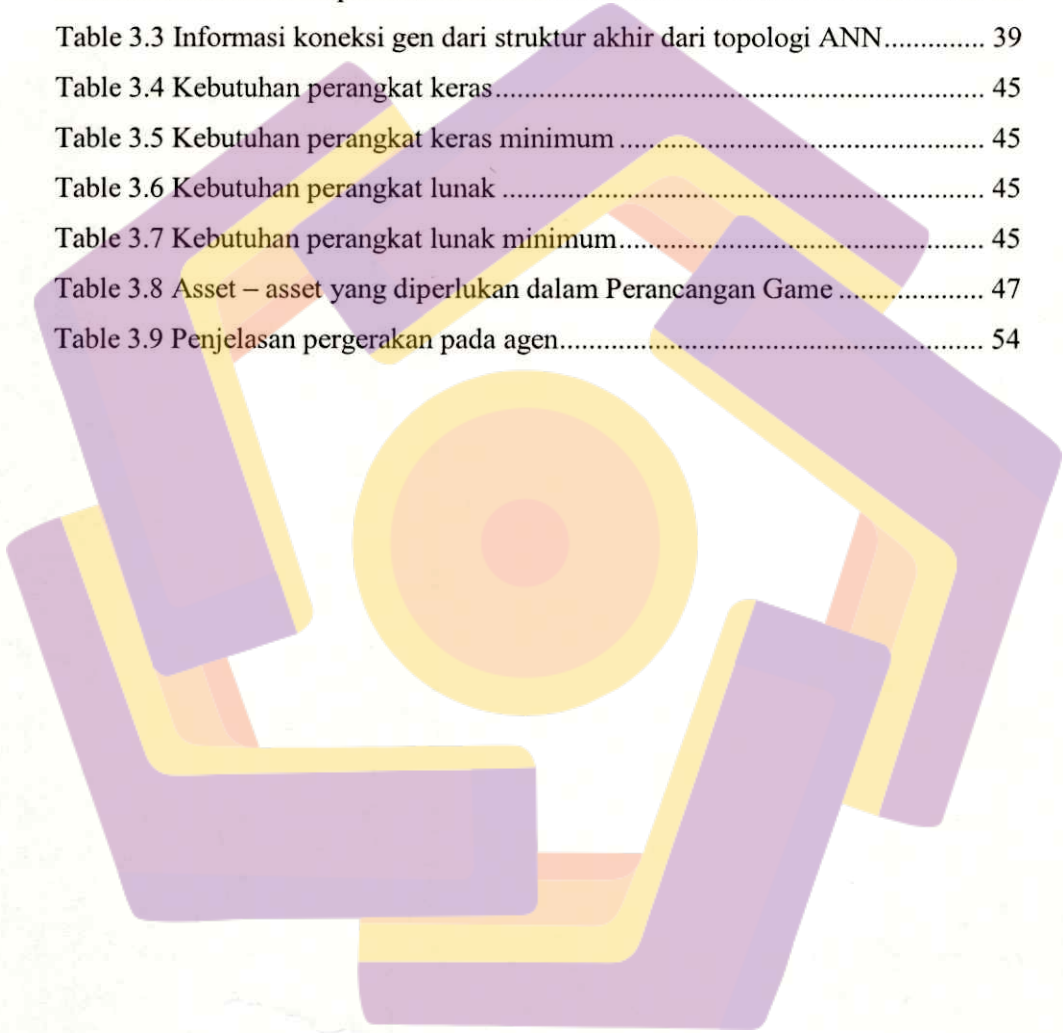 Table 3.3 Informasi koneksi gen dari struktur akhir dari topologi ANN.............. 39
Table 3.4 Kebutuhan perangkat keras...................................................................... 45
Table 3.5 Kebutuhan perangkat keras minimum .................................................... 45
Table 3.6 Kebutuhan perangkat lunak ..................................................................... 45
Table 3.7 Kebutuhan perangkat lunak minimum.................................................... 45
Table 3.8 Asset – asset yang diperlukan dalam Perancangan Game ..................... 47
Table 3.9 Penjelasan pergerakan pada agen............................................................. 54